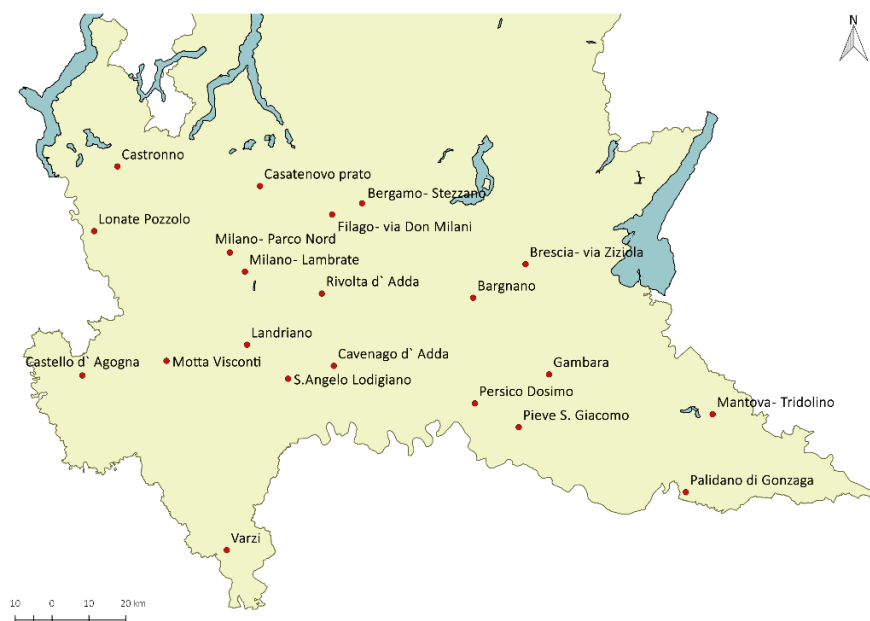 N
Castronno
Casatenovo prato
Bergamo- Stezzano
Lonate Pozzolo
Filago- via Don Milani
Milano- Parco Nord
Milano- Lambrate
Brescia- via Ziziola
Rivolta d` Adda
Bargnano
Landriano
Castello d` Agogna
Motta Visconti
Cavenago d` Adda
Gambara
S.Angelo Lodigiano
Persico Dosimo
Mantova- Tridolino
Pieve S. Giacomo
Palidano di Gonzaga
Varzi
10 0 10 20 km